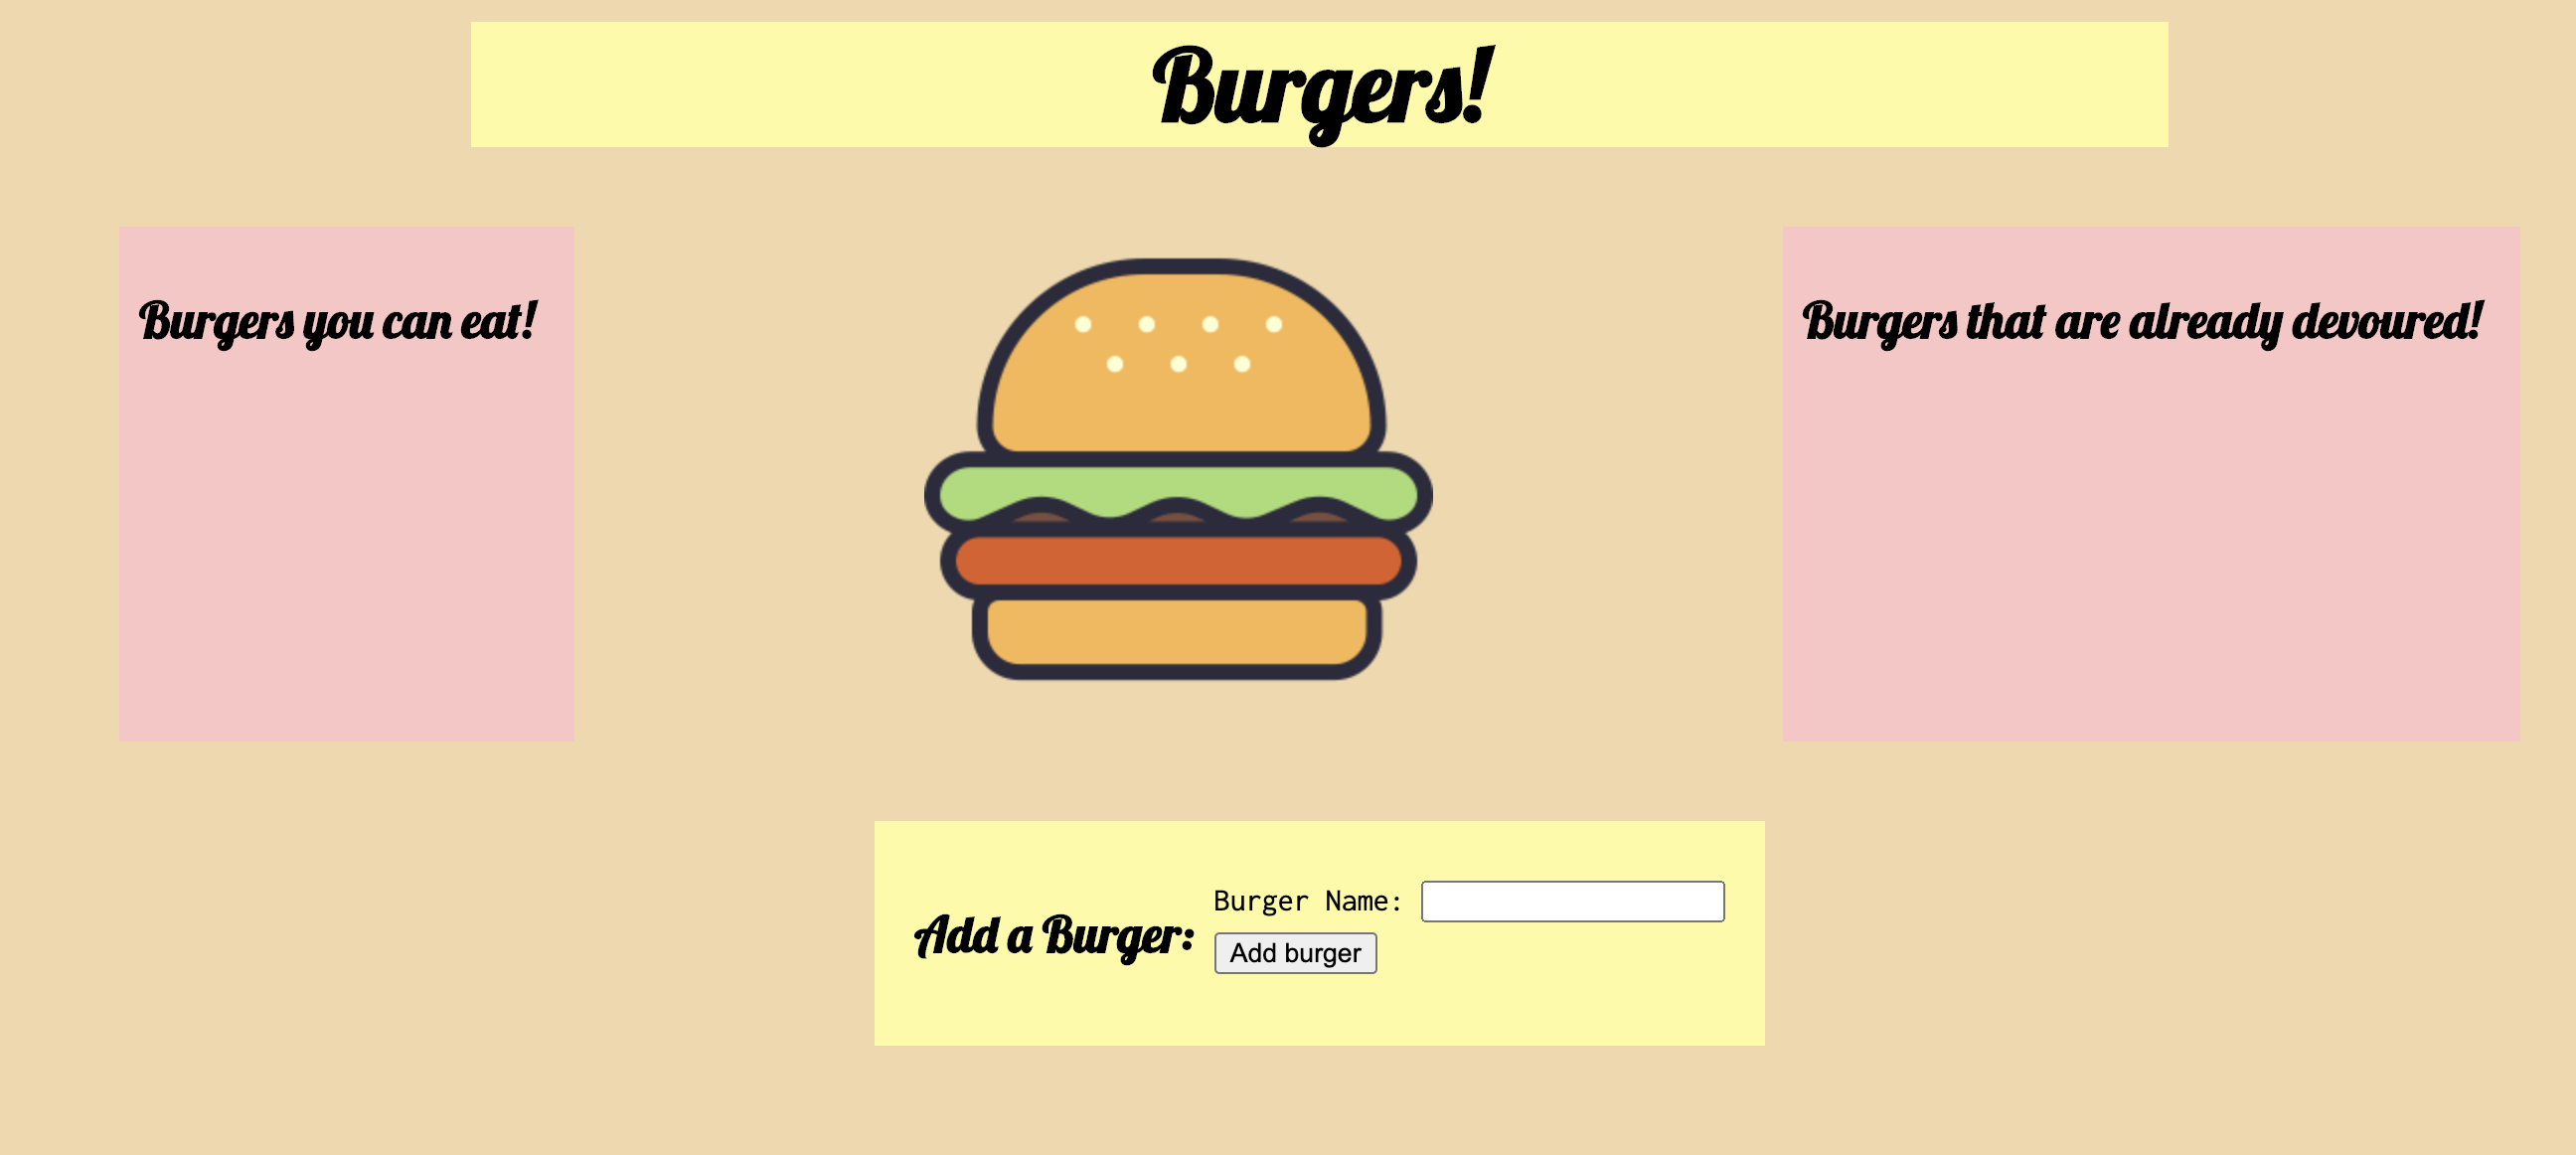 Burgers!
Burgers you can eat!
Burgers that are already devoured!
Add a Burger:
Burger Name:
Add burger